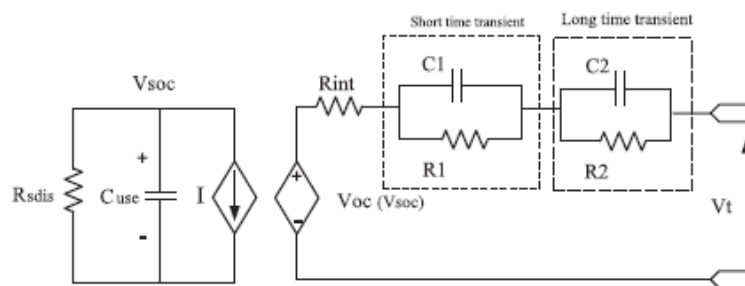 Short time transient
Long time transient
Vsoc
Rint
C1
C2
+
Rsdis
Cuse
I
+
-
Voc (Vsoc)
R1
R2
Vt
-